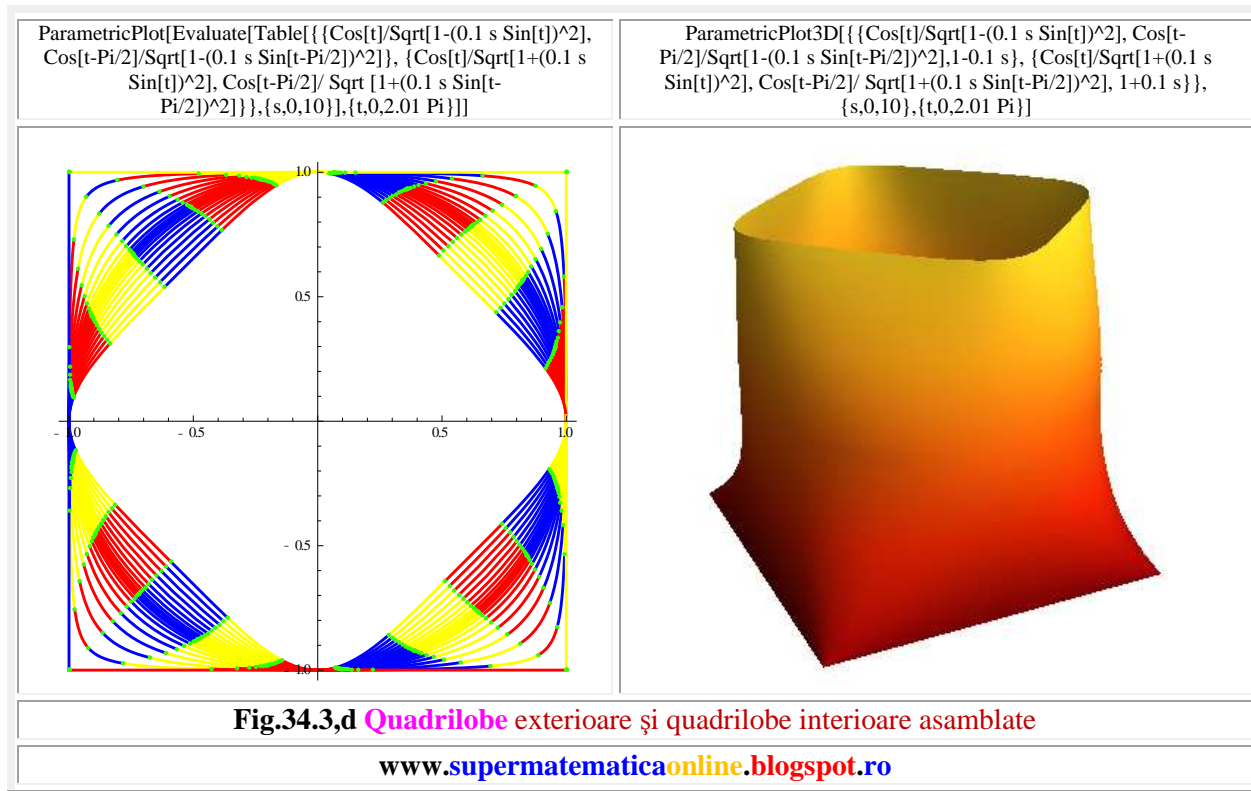 ParametricPlot[Evaluate[Table[{{Cos[t]/Sqrt[1-(0.1 s Sin[t])^2],
Cos[t-Pi/2]/Sqrt[1-(0.1 s Sin[t-Pi/2])^2]}, {Cos[t]/Sqrt[1+(0.1 s
Sin[t])^2], Cos[t-Pi/2]/ Sqrt [1+(0.1 s Sin[t-
Pi/2])^2]}},{s,0,10}],{t,0,2.01 Pi}]]
ParametricPlot3D[{{Cos[t]/Sqrt[1-(0.1 s Sin[t])^2], Cos[t-
Pi/2]/Sqrt[1-(0.1 s Sin[t-Pi/2])^2],1-0.1 s}, {Cos[t]/Sqrt[1+(0.1 s
Sin[t])^2], Cos[t-Pi/2]/ Sqrt[1+(0.1 s Sin[t-Pi/2])^2], 1+0.1 s}},
{s,0,10},{t,0,2.01 Pi}]
1.0
0.5
- 1.0 - 0.5 0.5 1.0
- 0.5
- 1.0
Fig.34.3,d Quadrilobe exterioare şi quadrilobe interioare asamblate
www.supermatematicaonline.blogspot.ro